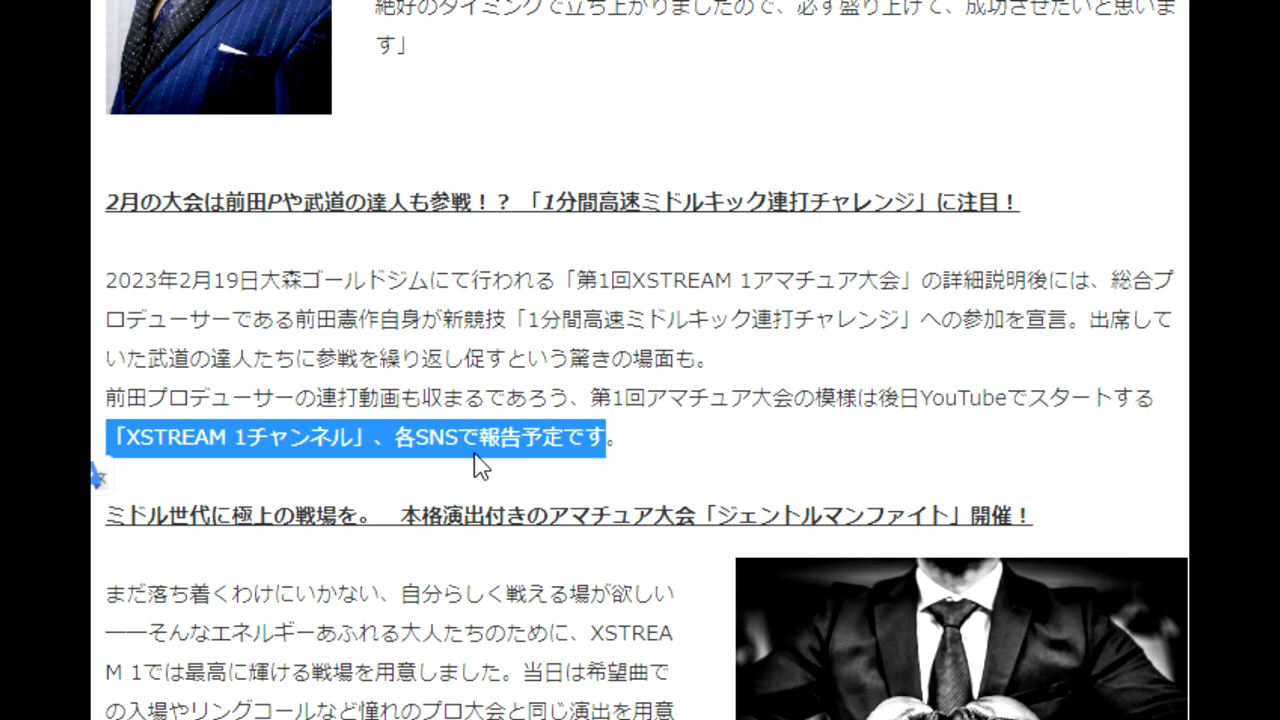 絶好のタイミングで立ち上がりましたので、必ず盛り上げて、成功させたいと思いま
す」
2月の大会は前田Pや武道の達人も参戦！？ 「1分間高速ミドルキック連打チャレンジ」に注目！
2023年2月19日大森ゴールドジムにて行われる「第1回XSTREAM 1アマチュア大会」の詳細説明後には、総合プ
ロデューサーである前田憲作自身が新競技「1分間高速ミドルキック連打チャレンジ」への参加を宣言。出席して
いた武道の達人たちに参戦を繰り返し促すという驚きの場面も。
前田プロデューサーの連打動画も収まるであろう、第1回アマチュア大会の模様は後日YouTubeでスタートする
「XSTREAM 1チャンネル」、各SNSで報告予定です。
ミドル世代に極上の戦場を。 本格演出付きのアマチュア大会「ジェントルマンファイト」開催！
まだ落ち着くわけにいかない、自分らしく戦える場が欲しい
――そんなエネルギーあふれる大人たちのために、XSTREA
M 1では最高に輝ける戦場を用意しました。当日は希望曲で
の入場やリングコールなど憧れのプロ大会と同じ演出を用意